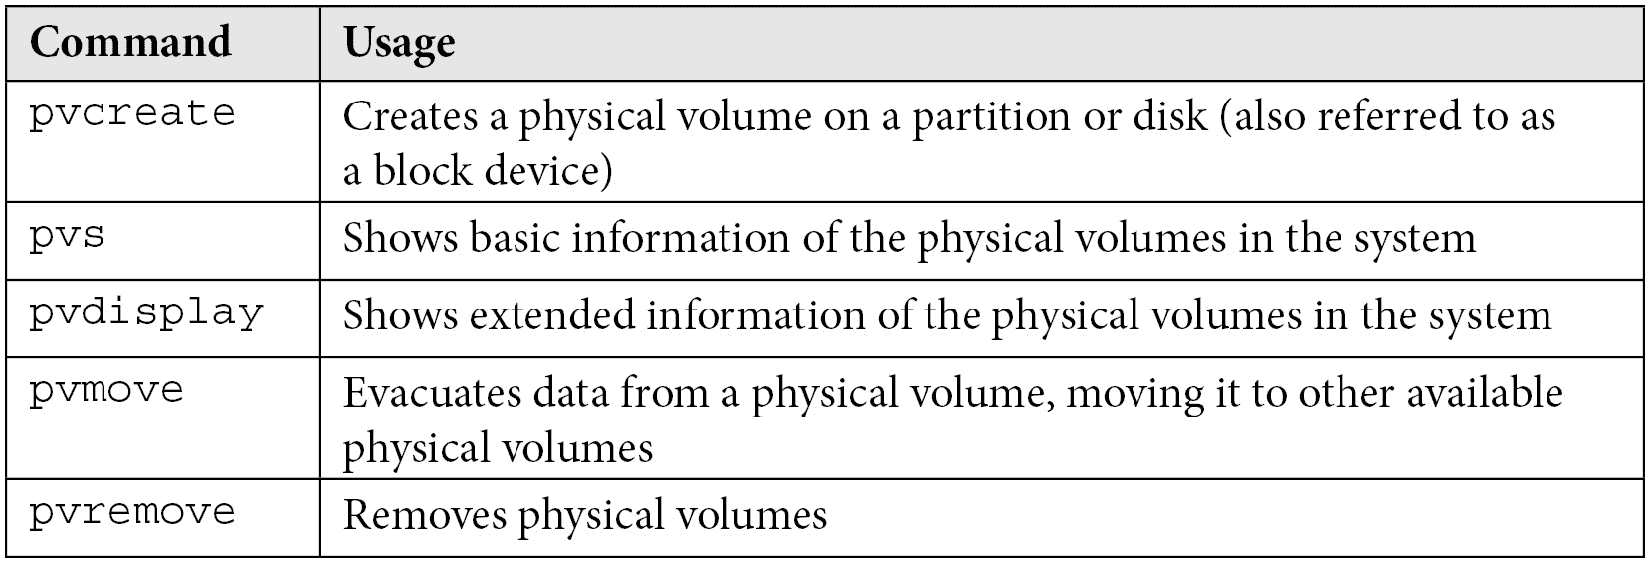 Command Usage
pvcreate Creates a physical volume on a partition or disk (also referred to as
a block device)
pvs Shows basic information of the physical volumes in the system
pvdisplay Shows extended information of the physical volumes in the system
pvmove Evacuates data from a physical volume, moving it to other available
physical volumes
pvremove Removes physical volumes